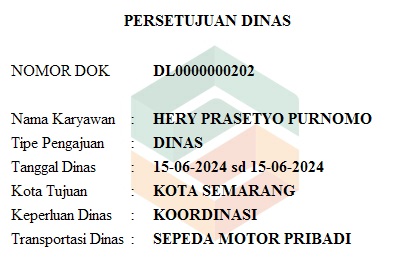 PERSETUJUAN DINAS
NOMOR DOK DL0000000202
Nama Karyawan : HERY PRASETYO PURNOMO
Tipe Pengajuan : DINAS
Tanggal Dinas : 15-06-2024 sd 15-06-2024
Kota Tujuan : KOTA SEMARANG
Keperluan Dinas : KOORDINASI
Transportasi Dinas : SEPEDA MOTOR PRIBADI